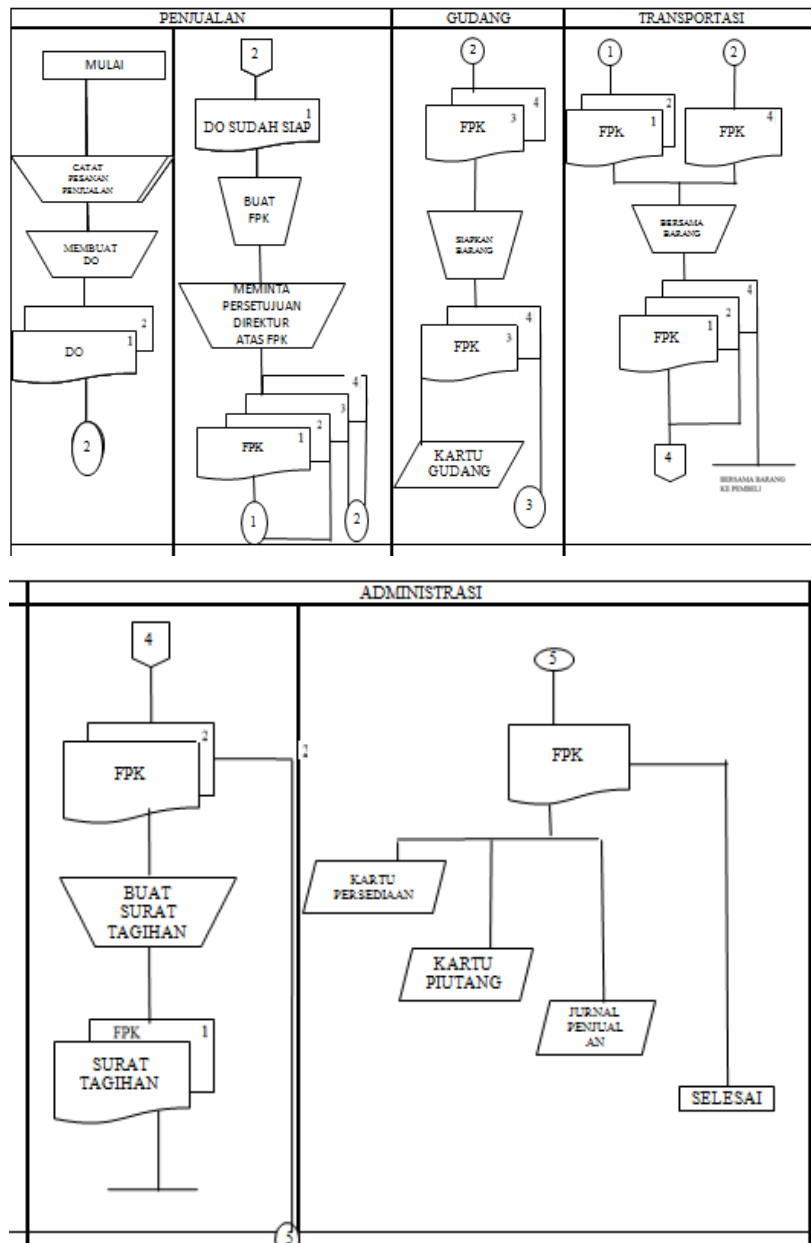 PENJUALAN
GUDANG
TRANSPORTASI
MULAI
CATAT
PESANAN
PENJUALAN
MEMBUAT
DO
2
DO
1
2
2
1
DO SUDAH SIAP
BUAT
FPK
MEMINTA
PERSETUJUAN
DIREKTUR
ATAS FPK
4
3
2
FPK
1
1
2
2
4
FPK
3
SIAPKAN
BARANG
4
FPK
3
KARTU
GUDANG
3
1
2
2
FPK
1
FPK
4
BERSAMA
BARANG
4
2
FPK
1
4
BERSAMA BARANG
KE PEMBELI
ADMINISTRASI
4
2
FPK
BUAT
SURAT
TAGIHAN
FPK
1
SURAT
TAGIHAN
2
5
5
FPK
KARTU
PERSEDIAAN
KARTU
PIUTANG
JURNAL
PENJUAL
AN
SELESAI